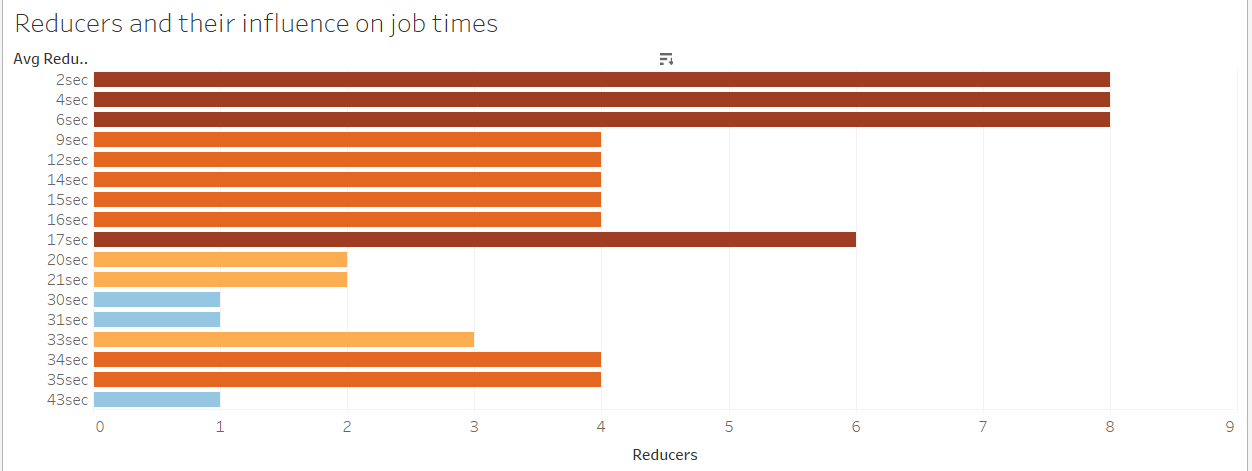 Reducers and their influence on job times
Avg Redu..
2sec
4sec
6sec
9sec
12sec
14sec
15sec
16sec
17sec
20sec
21sec
30sec
31sec
33sec
34sec
35sec
43sec
0 1 2 3 4 5 6 7 8 9
Reducers